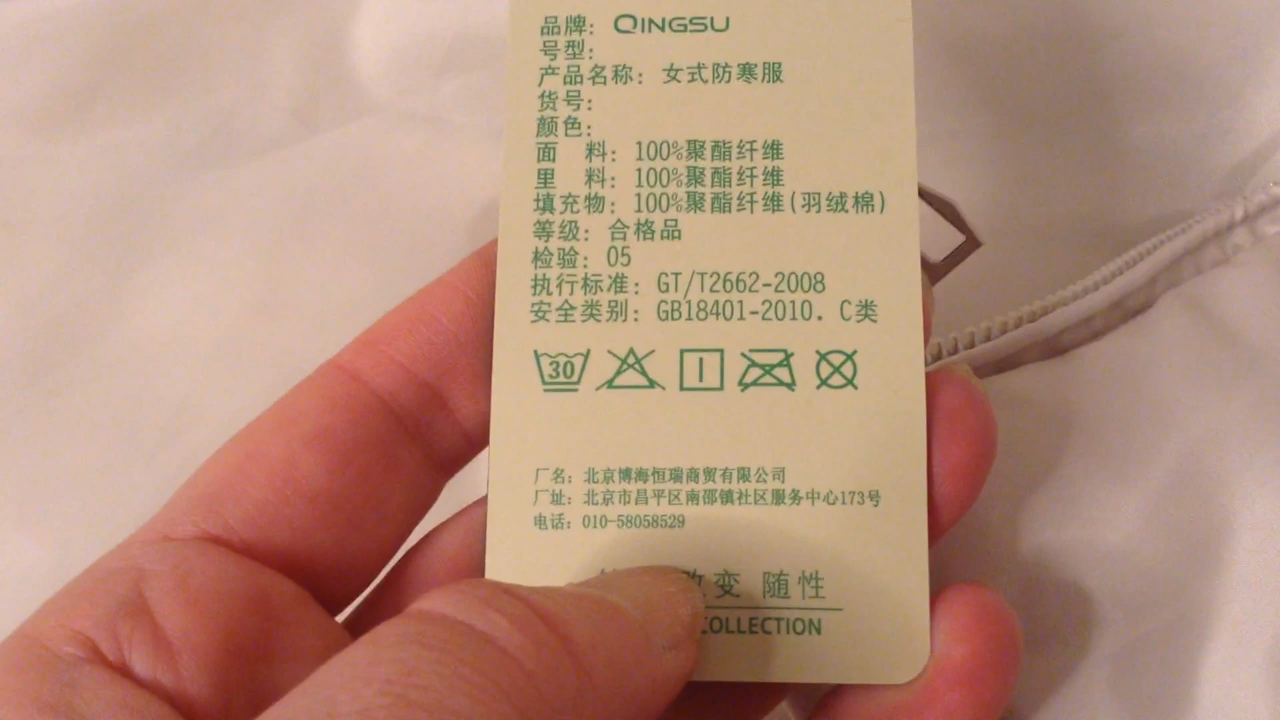 品牌: QINGSU
号型:
产品名称: 女式防寒服
货号:
颜色:
面 料: 100%聚酯纤维
里 料: 100%聚酯纤维
填充物: 100%聚酯纤维(羽绒棉)
等级: 合格品
检验: 05
执行标准: GT/T2662-2008
安全类别: GB18401-2010. C类
30
厂名: 北京博海恒瑞商贸有限公司
厂址: 北京市昌平区南邵镇社区服务中心173号
电话: 010-58058529
改变 随性
COLLECTION